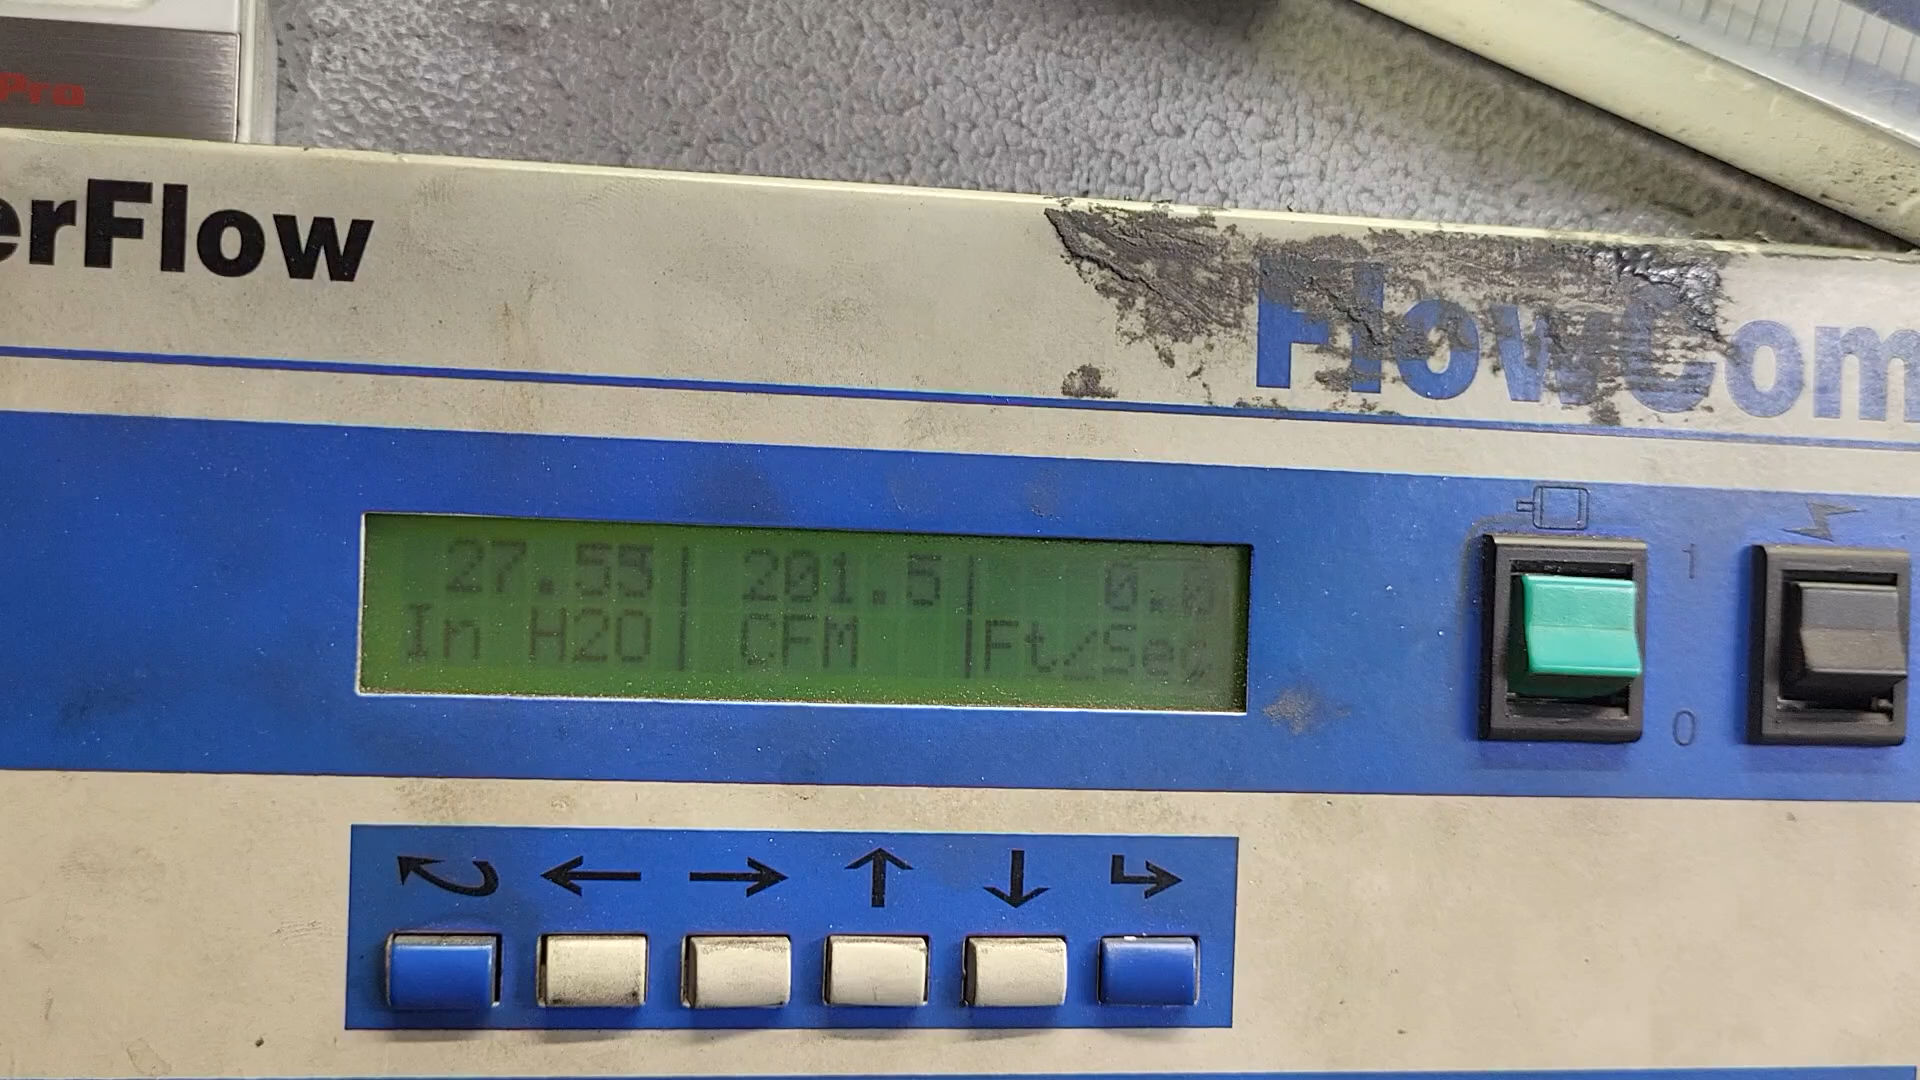 Pro
erFlow
FlowCom
27.55| 201.5| 0.0
In H2O| CFM |Ft/Sec
1
0